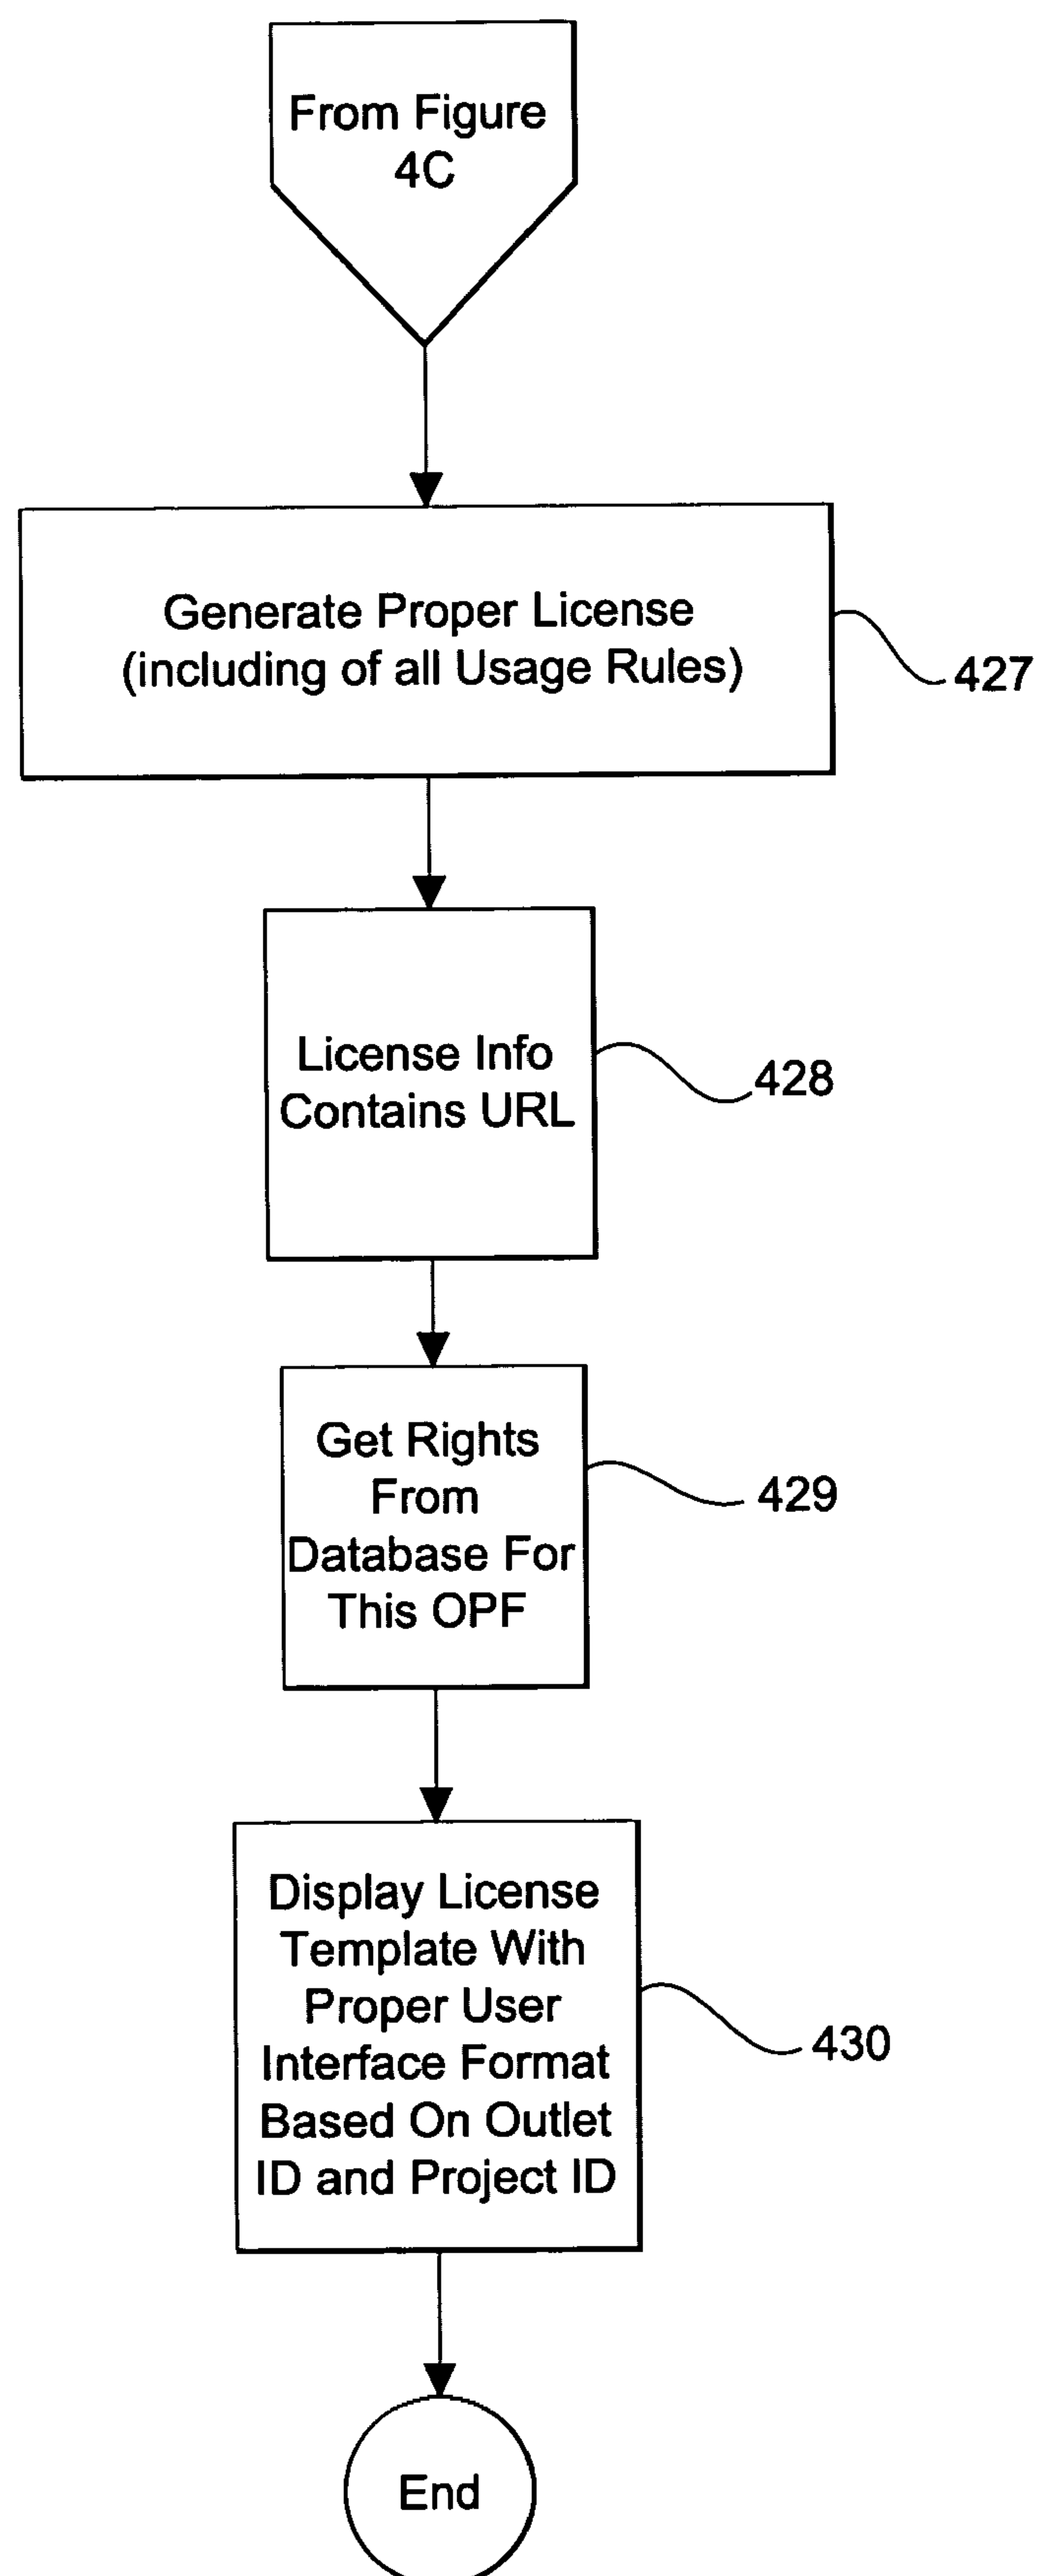 From Figure
4C
Generate Proper License
(including of all Usage Rules)
427
License Info
Contains URL
428
Get Rights
From
Database For
This OPF
429
Display License
Template With
Proper User
Interface Format
Based On Outlet
ID and Project ID
430
End